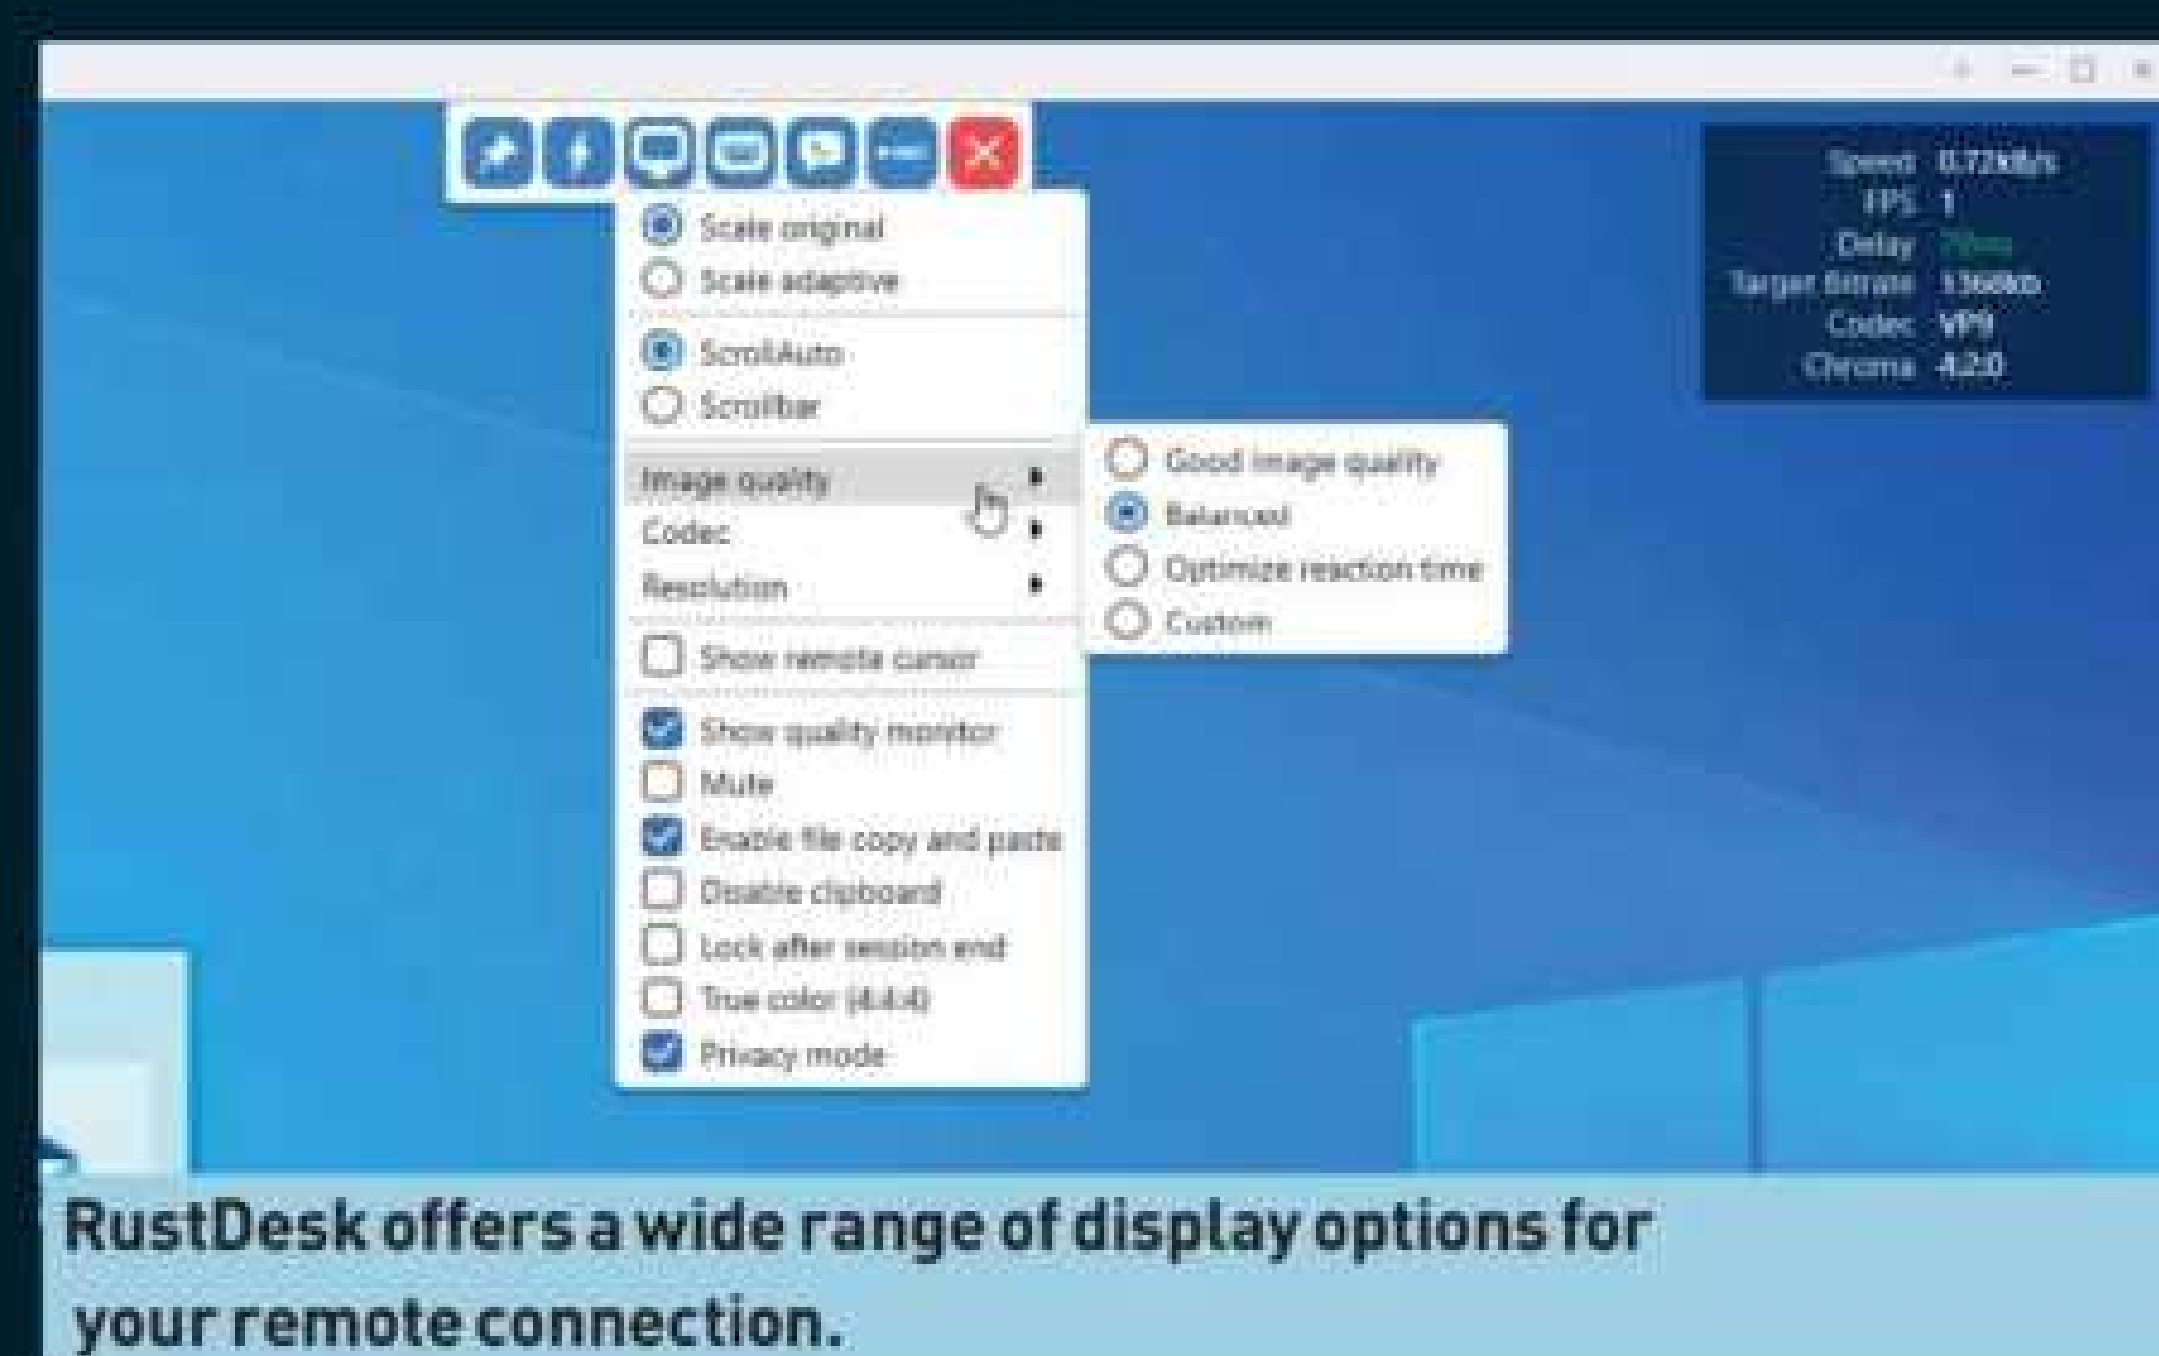 Speed 0.72kB/s
FPS 1
Delay
Target Bitrate
Codec VP9
Chroma 4:2:0
Scale original
Scale adaptive
ScrollAuto
Scrollbar
Image quality
Codec
Resolution
Good image quality
Balanced
Optimize reaction time
Custom
Show remote cursor
Show quality monitor
Mute
Enable file copy and paste
Disable clipboard
Lock after session end
True color (4:4:4)
Privacy mode
RustDesk offers a wide range of display options for
your remote connection.